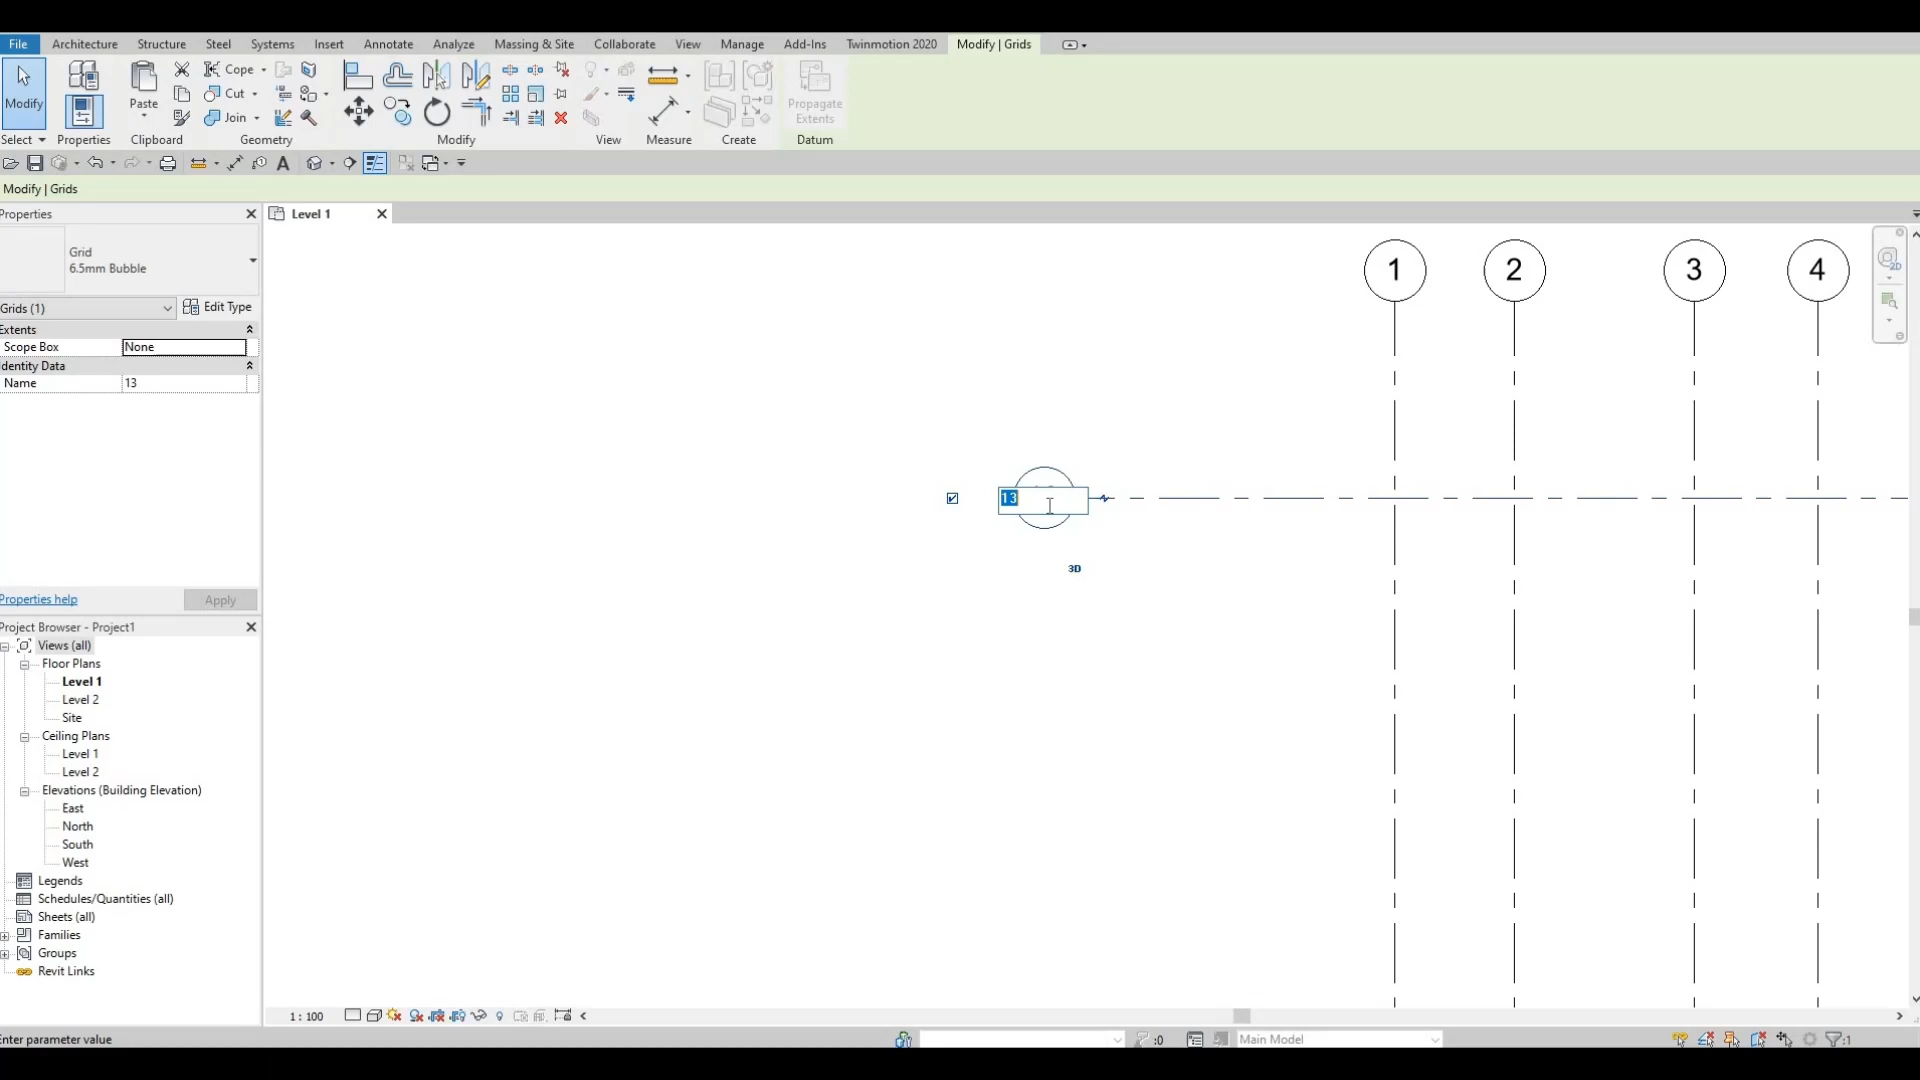 File Architecture Structure Steel Systems Insert Annotate Analyze Massing & Site Collaborate View Manage Add-Ins Twinmotion 2020 Modify | Grids
Modify
Paste
Cope
Cut
Join
Propagate
Extents
Select Properties Clipboard Geometry Modify View Measure Create Datum
A
Modify | Grids
Properties
Level 1
Grid
6.5mm Bubble
Grids (1)
Edit Type
Extents
Scope Box None
dentity Data
Name 13
1 2 3 4
2D
13
3D
Properties help
Apply
Project Browser - Project1
Views (all)
Floor Plans
Level 1
Level 2
Site
Ceiling Plans
Level 1
Level 2
Elevations (Building Elevation)
East
North
South
West
Legends
Schedules/Quantities (all)
Sheets (all)
Families
Groups
Revit Links
1 : 100
Enter parameter value
:0
Main Model
:1